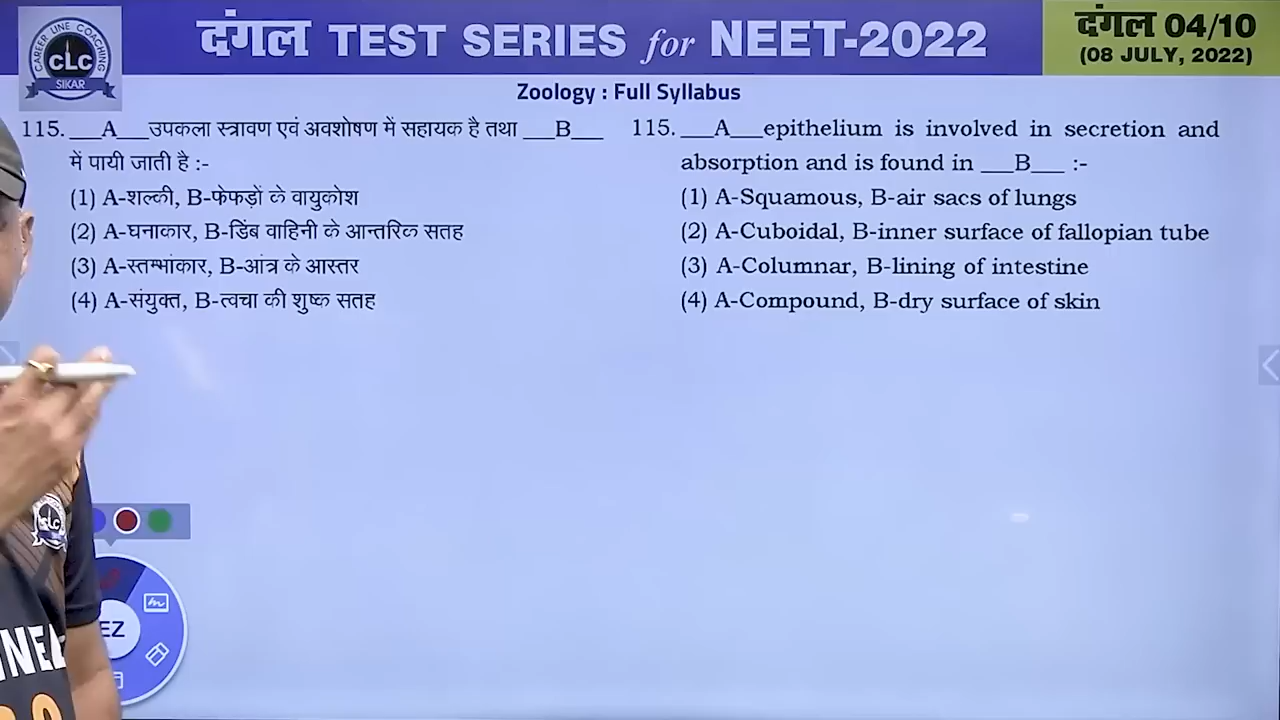 दंगल TEST SERIES for NEET-2022
दंगल 04/10
(08 JULY, 2022)
CAREER LINE COACHING
CLC
SIKAR
Zoology : Full Syllabus
115. ___A___उपकला स्त्रावण एवं अवशोषण में सहायक है तथा ___B___
में पायी जाती है :-
(1) A-शल्की, B-फेफड़ों के वायुकोश
(2) A-घनाकार, B-डिंब वाहिनी के आन्तरिक सतह
(3) A-स्तम्भांकार, B-आंत्र के आस्तर
(4) A-संयुक्त, B-त्वचा की शुष्क सतह
115. ___A___epithelium is involved in secretion and
absorption and is found in ___B___ :-
(1) A-Squamous, B-air sacs of lungs
(2) A-Cuboidal, B-inner surface of fallopian tube
(3) A-Columnar, B-lining of intestine
(4) A-Compound, B-dry surface of skin
CLC
EZ